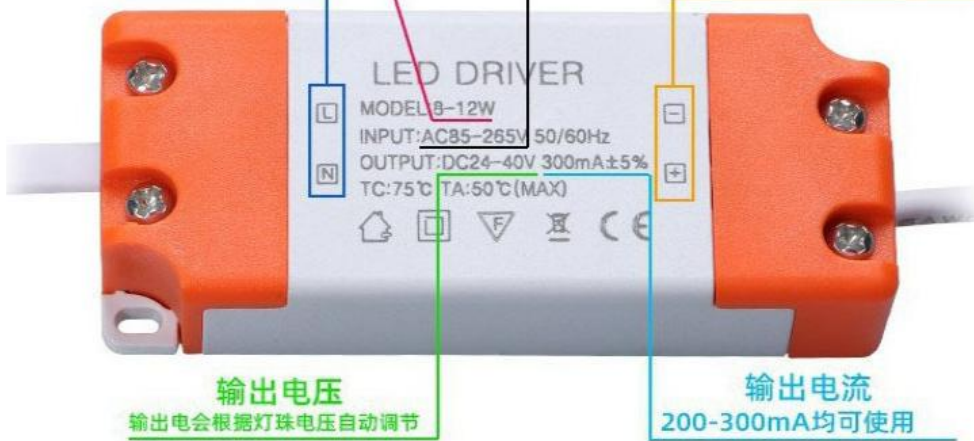 LED DRIVER
L
MODEL:8-12W
INPUT:AC85-265V 50/60Hz
OUTPUT:DC24-40V 300mA±5%
N
TC:75℃ TA:50℃(MAX)
-
+
F
CE
输出电压
输出电会根据灯珠电压自动调节
输出电流
200-300mA均可使用